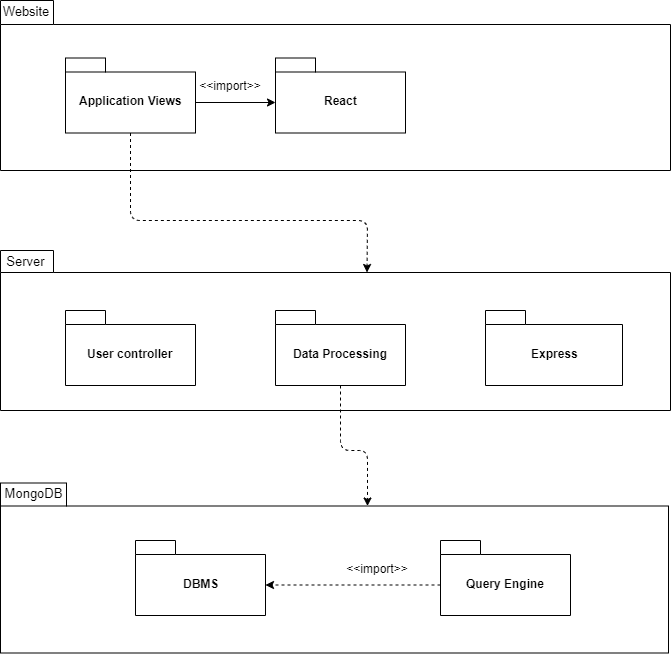 Website
<<import>>
Application Views
React
Server
User controller
Data Processing
Express
MongoDB
<<import>>
DBMS
Query Engine